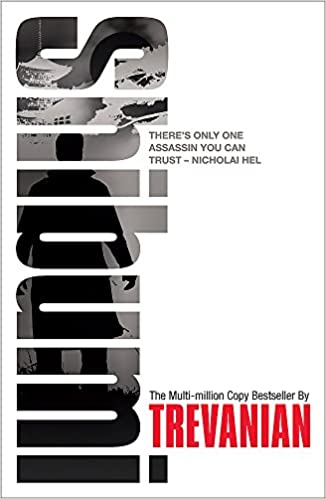 Shibumi
THERE'S ONLY ONE
ASSASSIN YOU CAN
TRUST – NICHOLAI HEL
The Multi-million Copy Bestseller By
TREVANIAN